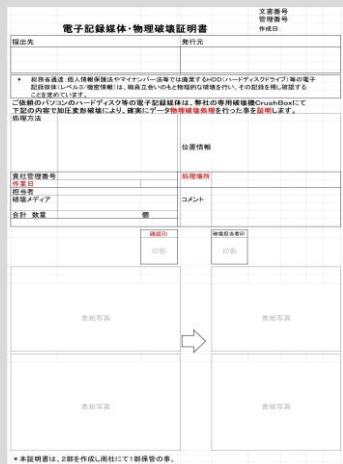 文書番号
管理番号
作成日
電子記録媒体・物理破壊証明書
提出先 発行元
* 総務省通達、個人情報保護法やマイナンバー法等では廃棄するHDD(ハードディスクドライブ)等の電子
記録媒体(レベル3/機密情報)は、職員立会いのもと物理的な破壊を行い、その記録を残し確認する
ことを定めています。
ご依頼のパソコンのハードディスク等の電子記録媒体は、弊社の専用破壊機CrushBoxにて
下記の内容で加圧変形破壊により、確実にデータ物理破壊処理を行った事を証明します。
処理方法
位置情報
貴社管理番号 処理場所
作業日
担当者
破壊メディア コメント
合計 数量 個
確認印 破壊担当者印
印影 印影
表紙写真 表紙写真
表紙写真 表紙写真
*本証明書は、2部を作成し両社にて1部保管の事。